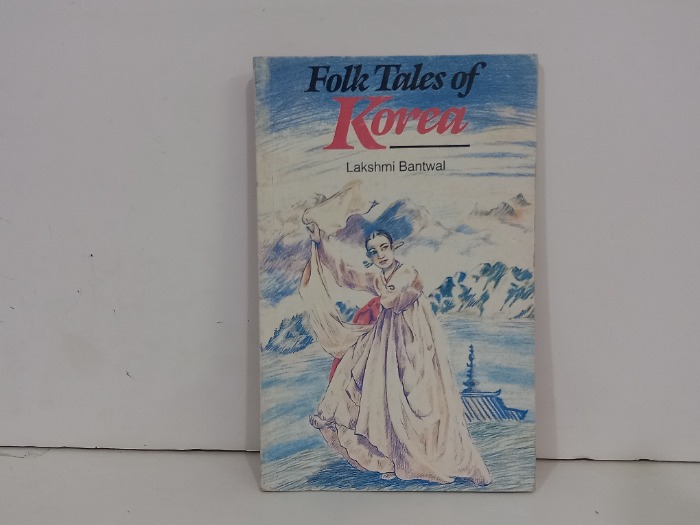 Folk Tales of
Korea
Lakshmi Bantwal